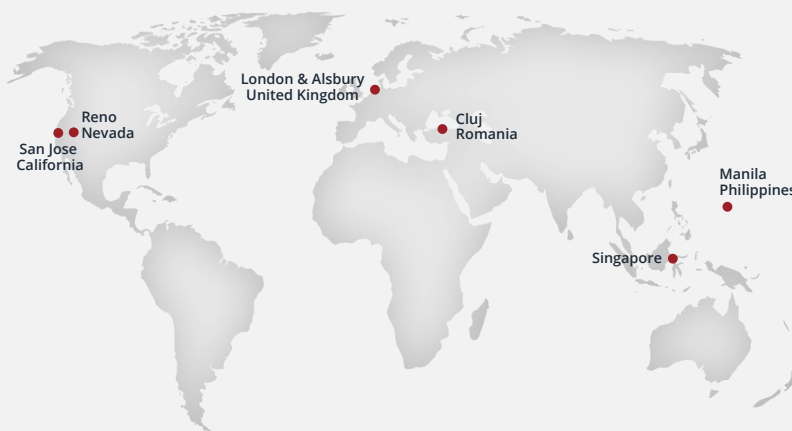 London & Alsbury
United Kingdom
Reno
Nevada
San Jose
California
Cluj
Romania
Manila
Philippines
Singapore